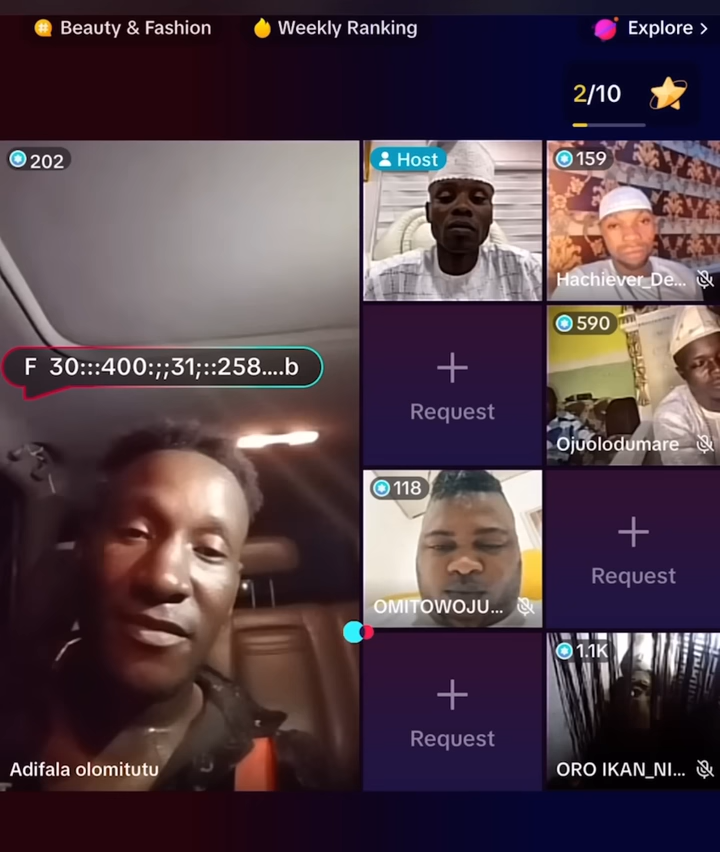 Beauty & Fashion
Weekly Ranking
Explore >
2/10
202
Host
159
Hachiever_De...
F 30:::400:;;31;::258....b
Request
590
Ojuolodumare
118
OMITOWOJU...
Request
Request
1.1K
ORO IKAN_NI...
Adifala olomitutu